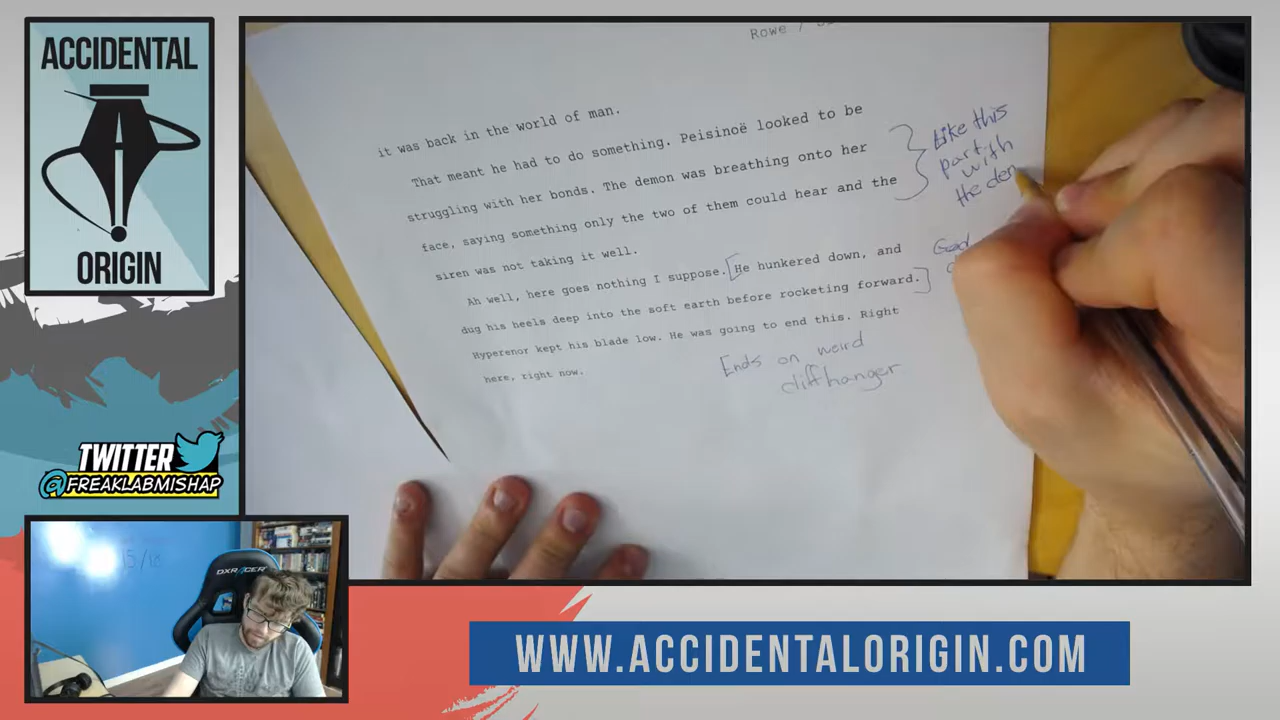 ACCIDENTAL
ORIGIN
Rowe /
it was back in the world of man.
That meant he had to do something. Peisinoë looked to be
struggling with her bonds. The demon was breathing onto her
face, saying something only the two of them could hear and the
siren was not taking it well.
Ah well, here goes nothing I suppose. [He hunkered down, and
dug his heels deep into the soft earth before rocketing forward.]
Hyperenor kept his blade low. He was going to end this. Right
here, right now.
Like this
part with
the dem
Good
Ends on weird
cliffhanger
TWITTER
@FREAKLABMISHAP
DXRACER
15/18
WWW.ACCIDENTALORIGIN.COM